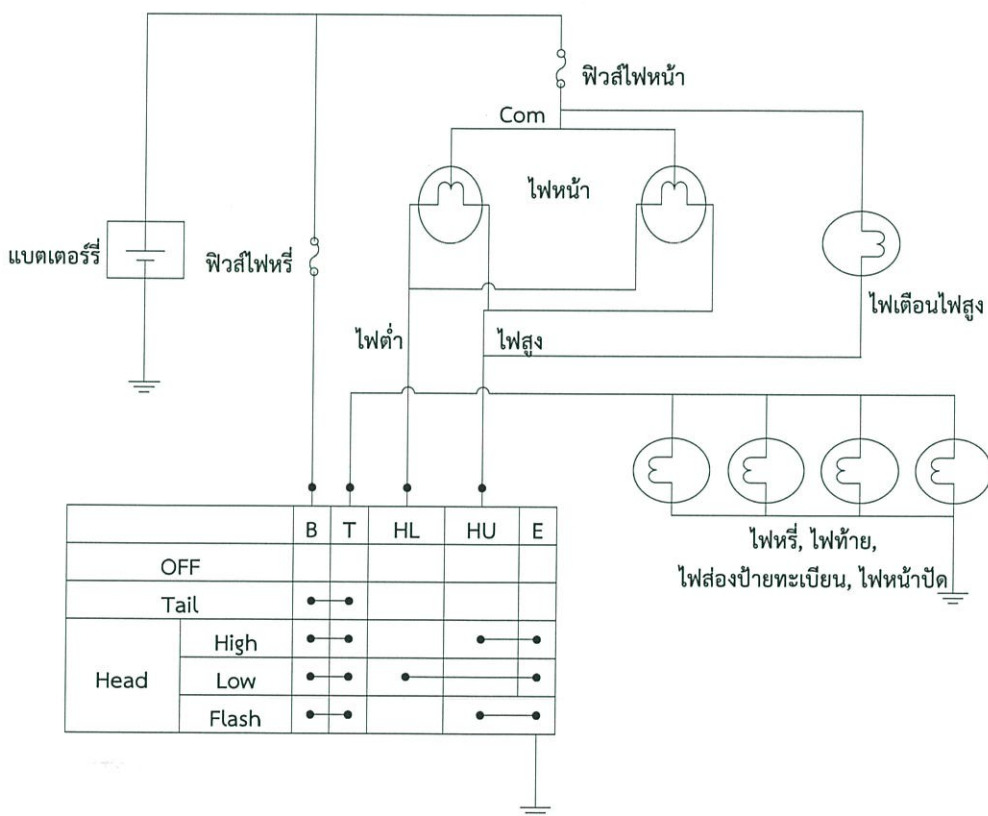 ฟิวส์ไฟหน้า
Com
ไฟหน้า
แบตเตอร์รี่
ฟิวส์ไฟหรี่
ไฟเตือนไฟสูง
ไฟต่ำ
ไฟสูง
B T HL HU E
OFF
Tail
Head
High
Low
Flash
ไฟหรี่, ไฟท้าย,
ไฟส่องป้ายทะเบียน, ไฟหน้าปัด